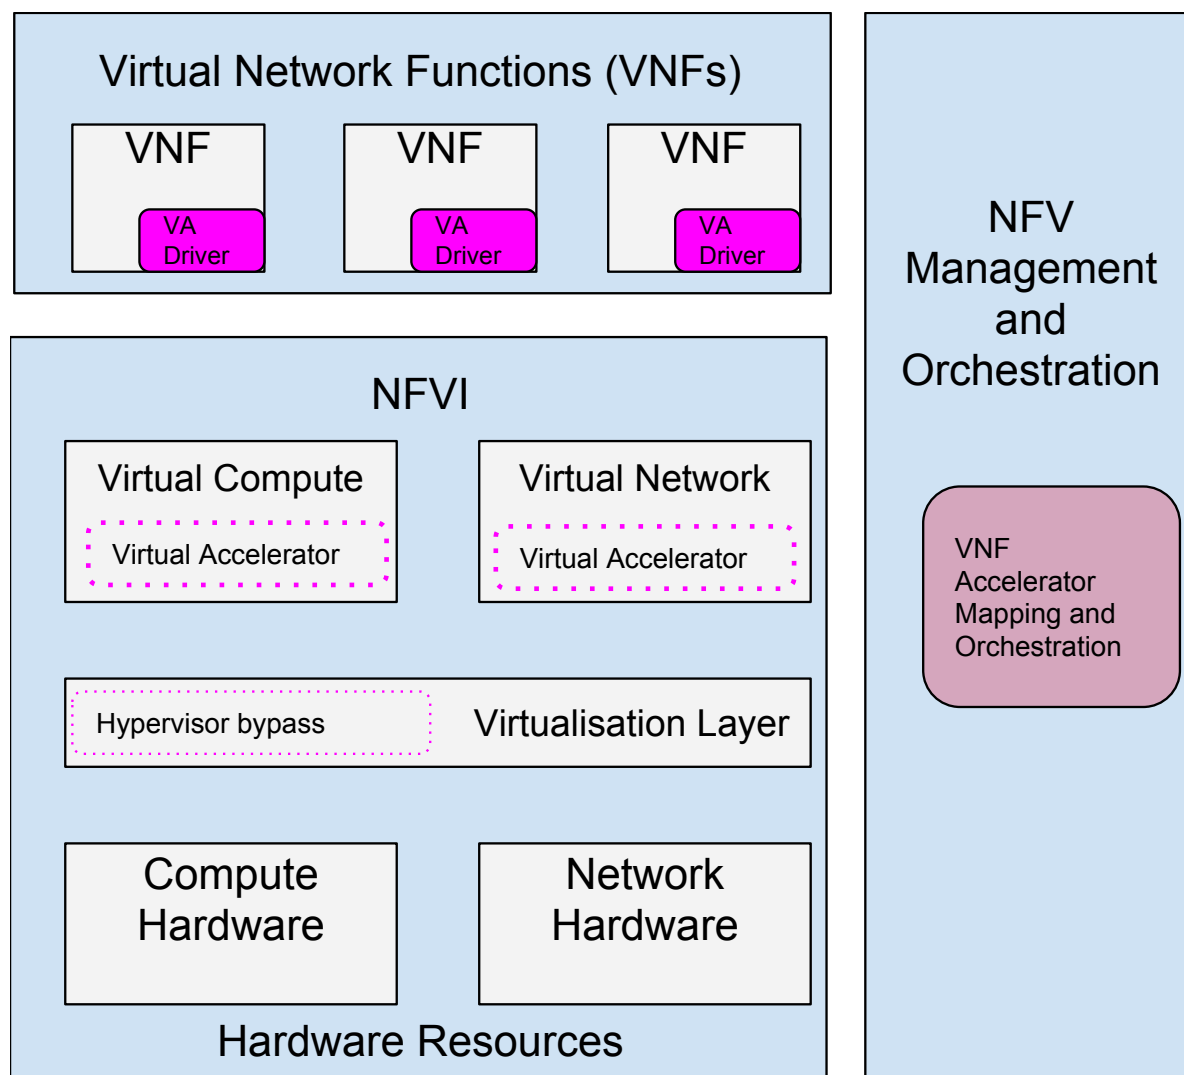 Virtual Network Functions (VNFs)
VNF
VA
Driver
VNF
VA
Driver
VNF
VA
Driver
NFVI
Virtual Compute
Virtual Accelerator
Virtual Network
Virtual Accelerator
Hypervisor bypass
Virtualisation Layer
Compute
Hardware
Network
Hardware
Hardware Resources
NFV
Management
and
Orchestration
VNF
Accelerator
Mapping and
Orchestration